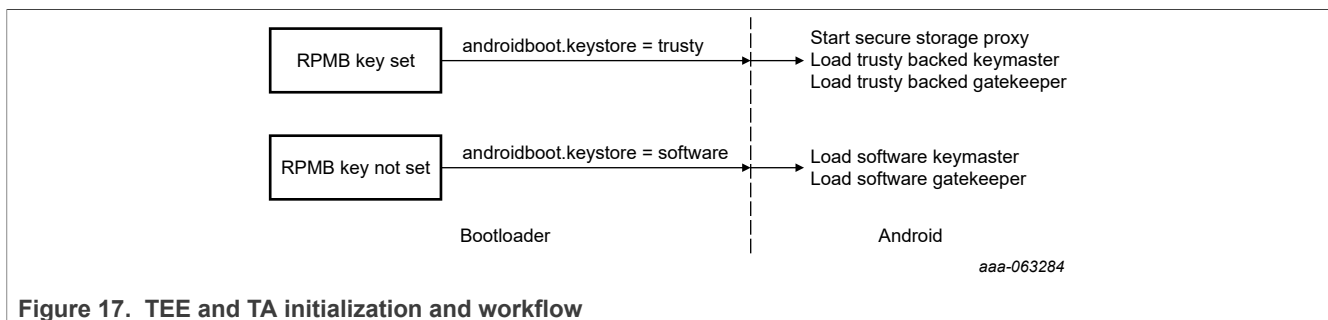 RPMB key set
androidboot.keystore = trusty
Start secure storage proxy
Load trusty backed keymaster
Load trusty backed gatekeeper
RPMB key not set
androidboot.keystore = software
Load software keymaster
Load software gatekeeper
Bootloader
Android
aaa-063284
Figure 17. TEE and TA initialization and workflow